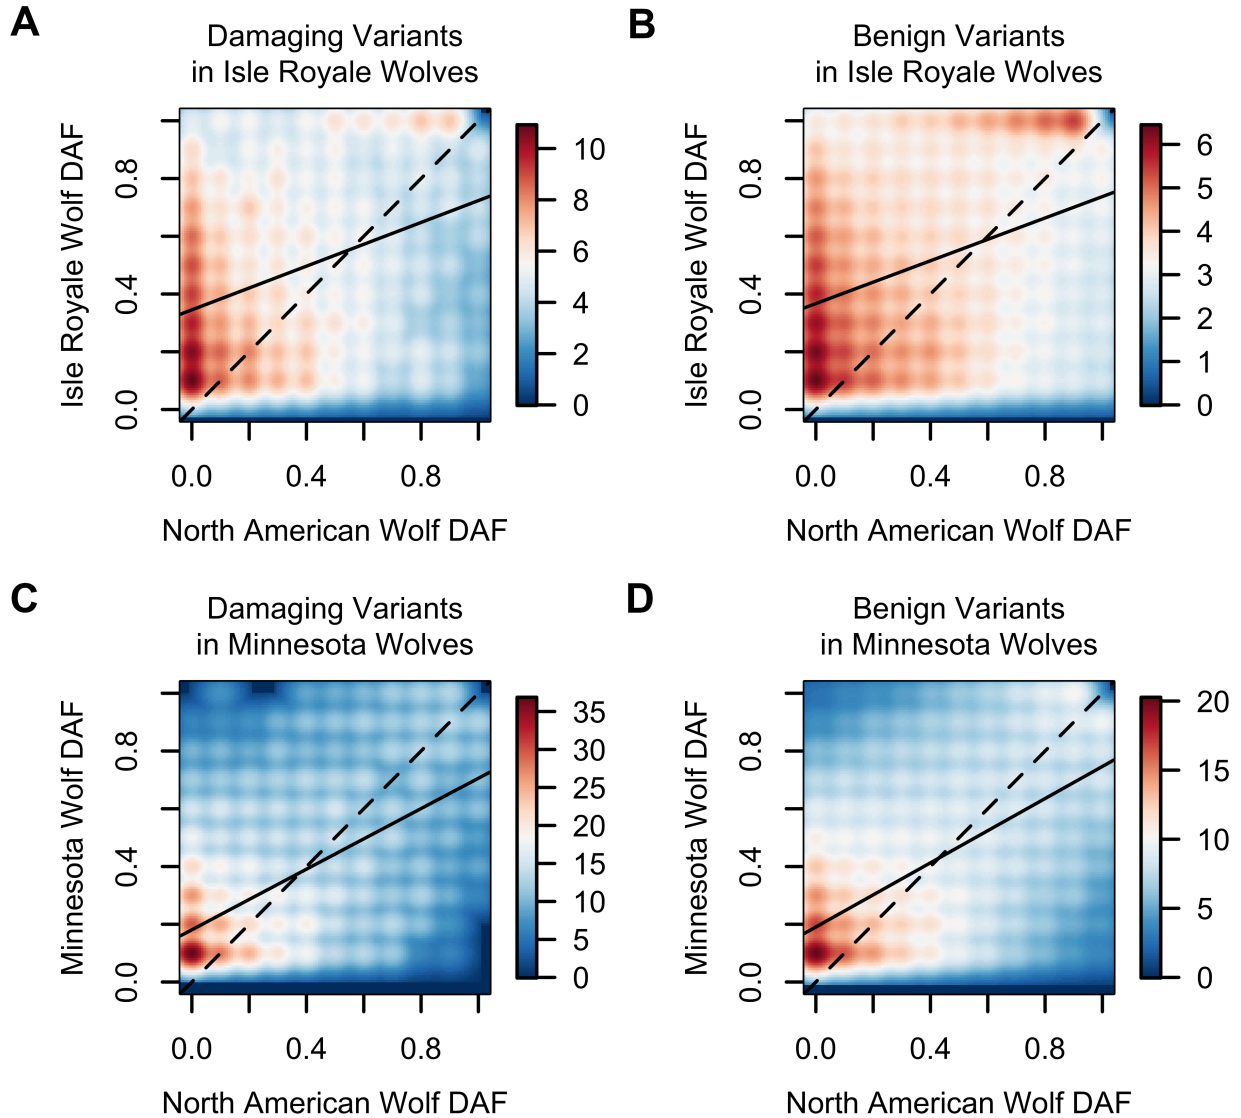 A
Damaging Variants
in Isle Royale Wolves
Isle Royale Wolf DAF
0.0
0.4
0.8
0.0
0.4
0.8
North American Wolf DAF
0
2
4
6
8
10
B
Benign Variants
in Isle Royale Wolves
Isle Royale Wolf DAF
0.0
0.4
0.8
0.0
0.4
0.8
North American Wolf DAF
0
1
2
3
4
5
6
C
Damaging Variants
in Minnesota Wolves
Minnesota Wolf DAF
0.0
0.4
0.8
0.0
0.4
0.8
North American Wolf DAF
0
5
10
15
20
25
30
35
D
Benign Variants
in Minnesota Wolves
Minnesota Wolf DAF
0.0
0.4
0.8
0.0
0.4
0.8
North American Wolf DAF
0
5
10
15
20